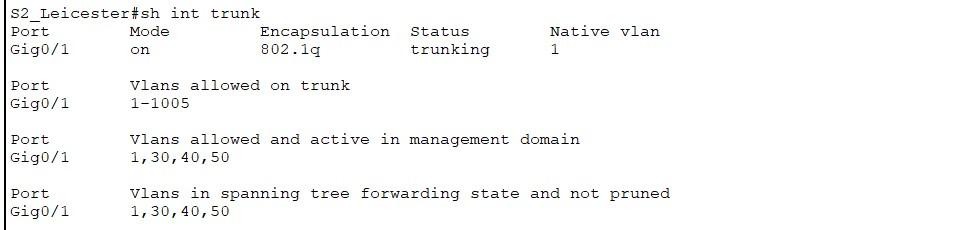 S2_Leicester#sh int trunk
Port Mode Encapsulation Status Native vlan
Gig0/1 on 802.1q trunking 1
Port Vlans allowed on trunk
Gig0/1 1-1005
Port Vlans allowed and active in management domain
Gig0/1 1,30,40,50
Port Vlans in spanning tree forwarding state and not pruned
Gig0/1 1,30,40,50